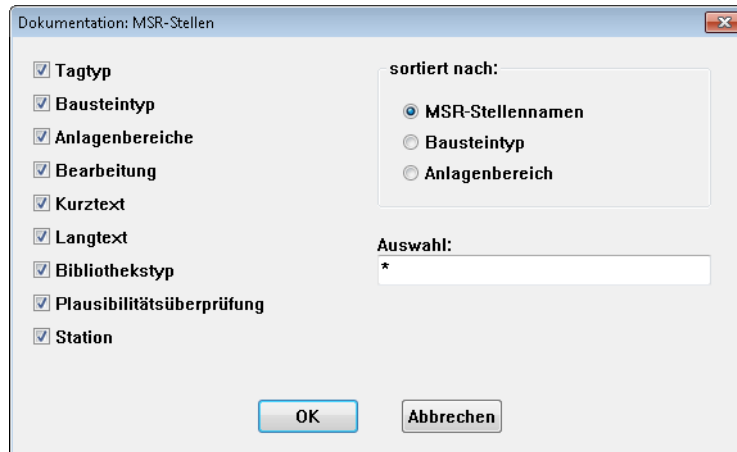 Dokumentation: MSR-Stellen
Tagtyp
Bausteintyp
Anlagenbereiche
Bearbeitung
Kurztext
Langtext
Bibliothekstyp
Plausibilitätsüberprüfung
Station
sortiert nach:
MSR-Stellennamen
Bausteintyp
Anlagenbereich
Auswahl:
*
OK
Abbrechen